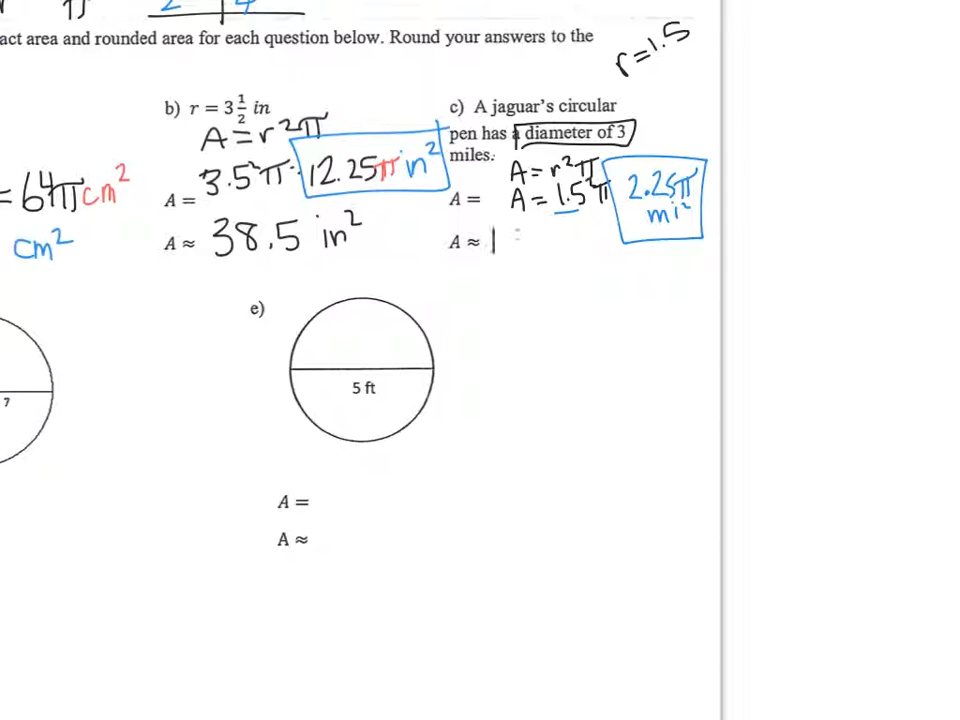 act area and rounded area for each question below. Round your answers to the
r=1.5
b) r = 3 1/2 in
A=r²π
A = 3.5²π 12.25π in²
A ≈ 38.5 in²
c) A jaguar's circular
pen has a diameter of 3
miles.
A=r²π
A = A=1.5²π 2.25π
mi²
A ≈
= 64π cm²
cm²
7
e)
5 ft
A =
A ≈